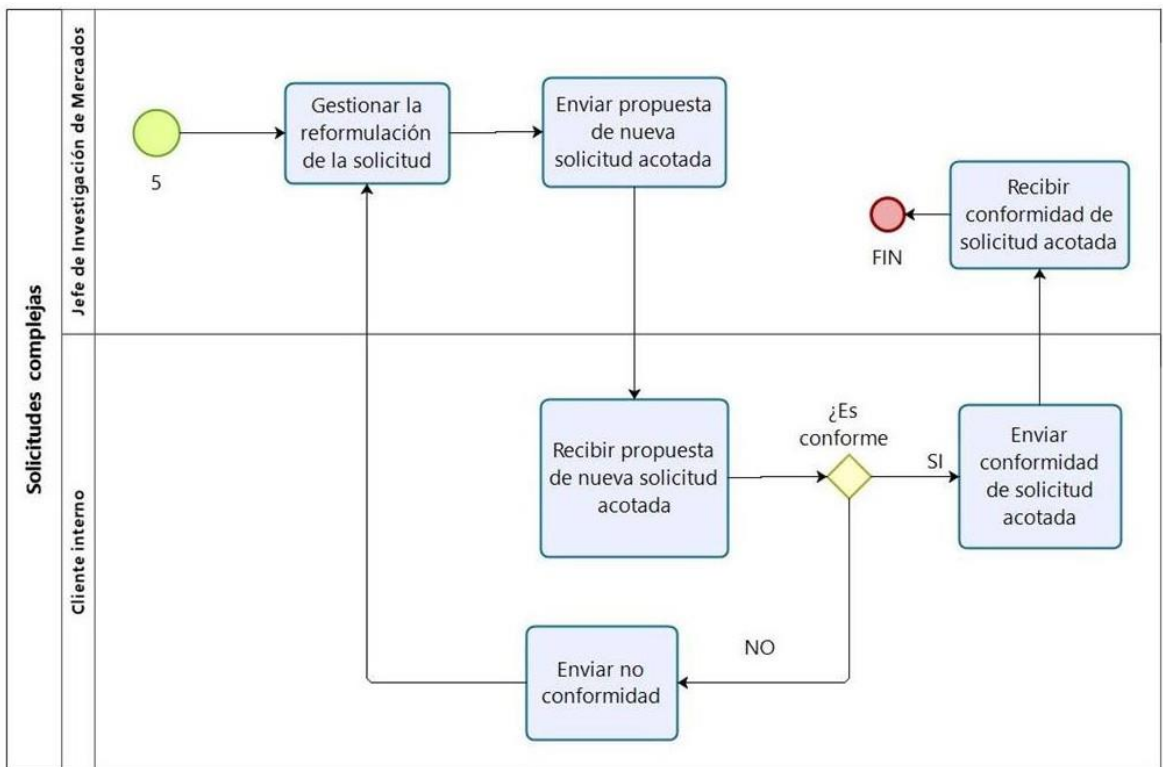 Solicitudes complejas
Jefe de Investigación de Mercados
5
Gestionar la
reformulación
de la solicitud
Enviar propuesta
de nueva
solicitud acotada
Recibir
conformidad de
solicitud acotada
FIN
Cliente interno
Recibir propuesta
de nueva solicitud
acotada
¿Es
conforme
SI
Enviar
conformidad
de solicitud
acotada
NO
Enviar no
conformidad